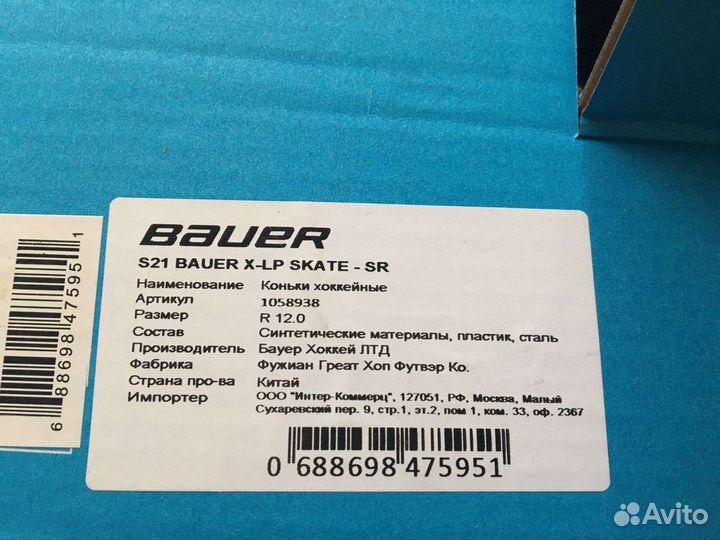 BAUER
S21 BAUER X-LP SKATE - SR
Наименование Коньки хоккейные
Артикул 1058938
Размер R 12.0
Состав Синтетические материалы, пластик, сталь
Производитель Бауер Хоккей ЛТД
Фабрика Фужиан Греат Хоп Футвэр Ко.
Страна про-ва Китай
Импортер ООО "Интер-Коммерц", 127051, РФ, Москва, Малый
Сухаревский пер. 9, стр.1, эт.2, пом 1, ком. 33, оф. 2367
0 688698 475951
6 88698 47595 1
Avito